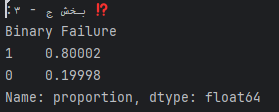 ⁉️ بخش ج - ۳:
Binary Failure
1    0.80002
0    0.19998
Name: proportion, dtype: float64